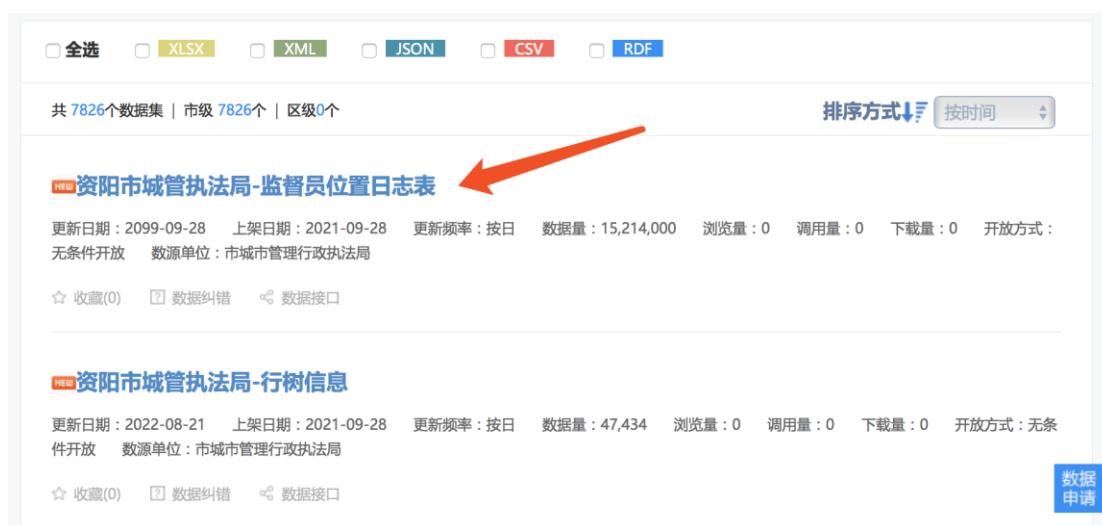 全选 XLSX XML JSON CSV RDF
共 7826个数据集 | 市级 7826个 | 区级0个 排序方式 按时间
NEW 资阳市城管执法局-监督员位置日志表
更新日期：2099-09-28 上架日期：2021-09-28 更新频率：按日 数据量：15,214,000 浏览量：0 调用量：0 下载量：0 开放方式：
无条件开放 数源单位：市城市管理行政执法局
收藏(0) 数据纠错 数据接口
NEW 资阳市城管执法局-行树信息
更新日期：2022-08-21 上架日期：2021-09-28 更新频率：按日 数据量：47,434 浏览量：0 调用量：0 下载量：0 开放方式：无条
件开放 数源单位：市城市管理行政执法局
收藏(0) 数据纠错 数据接口
数据
申请